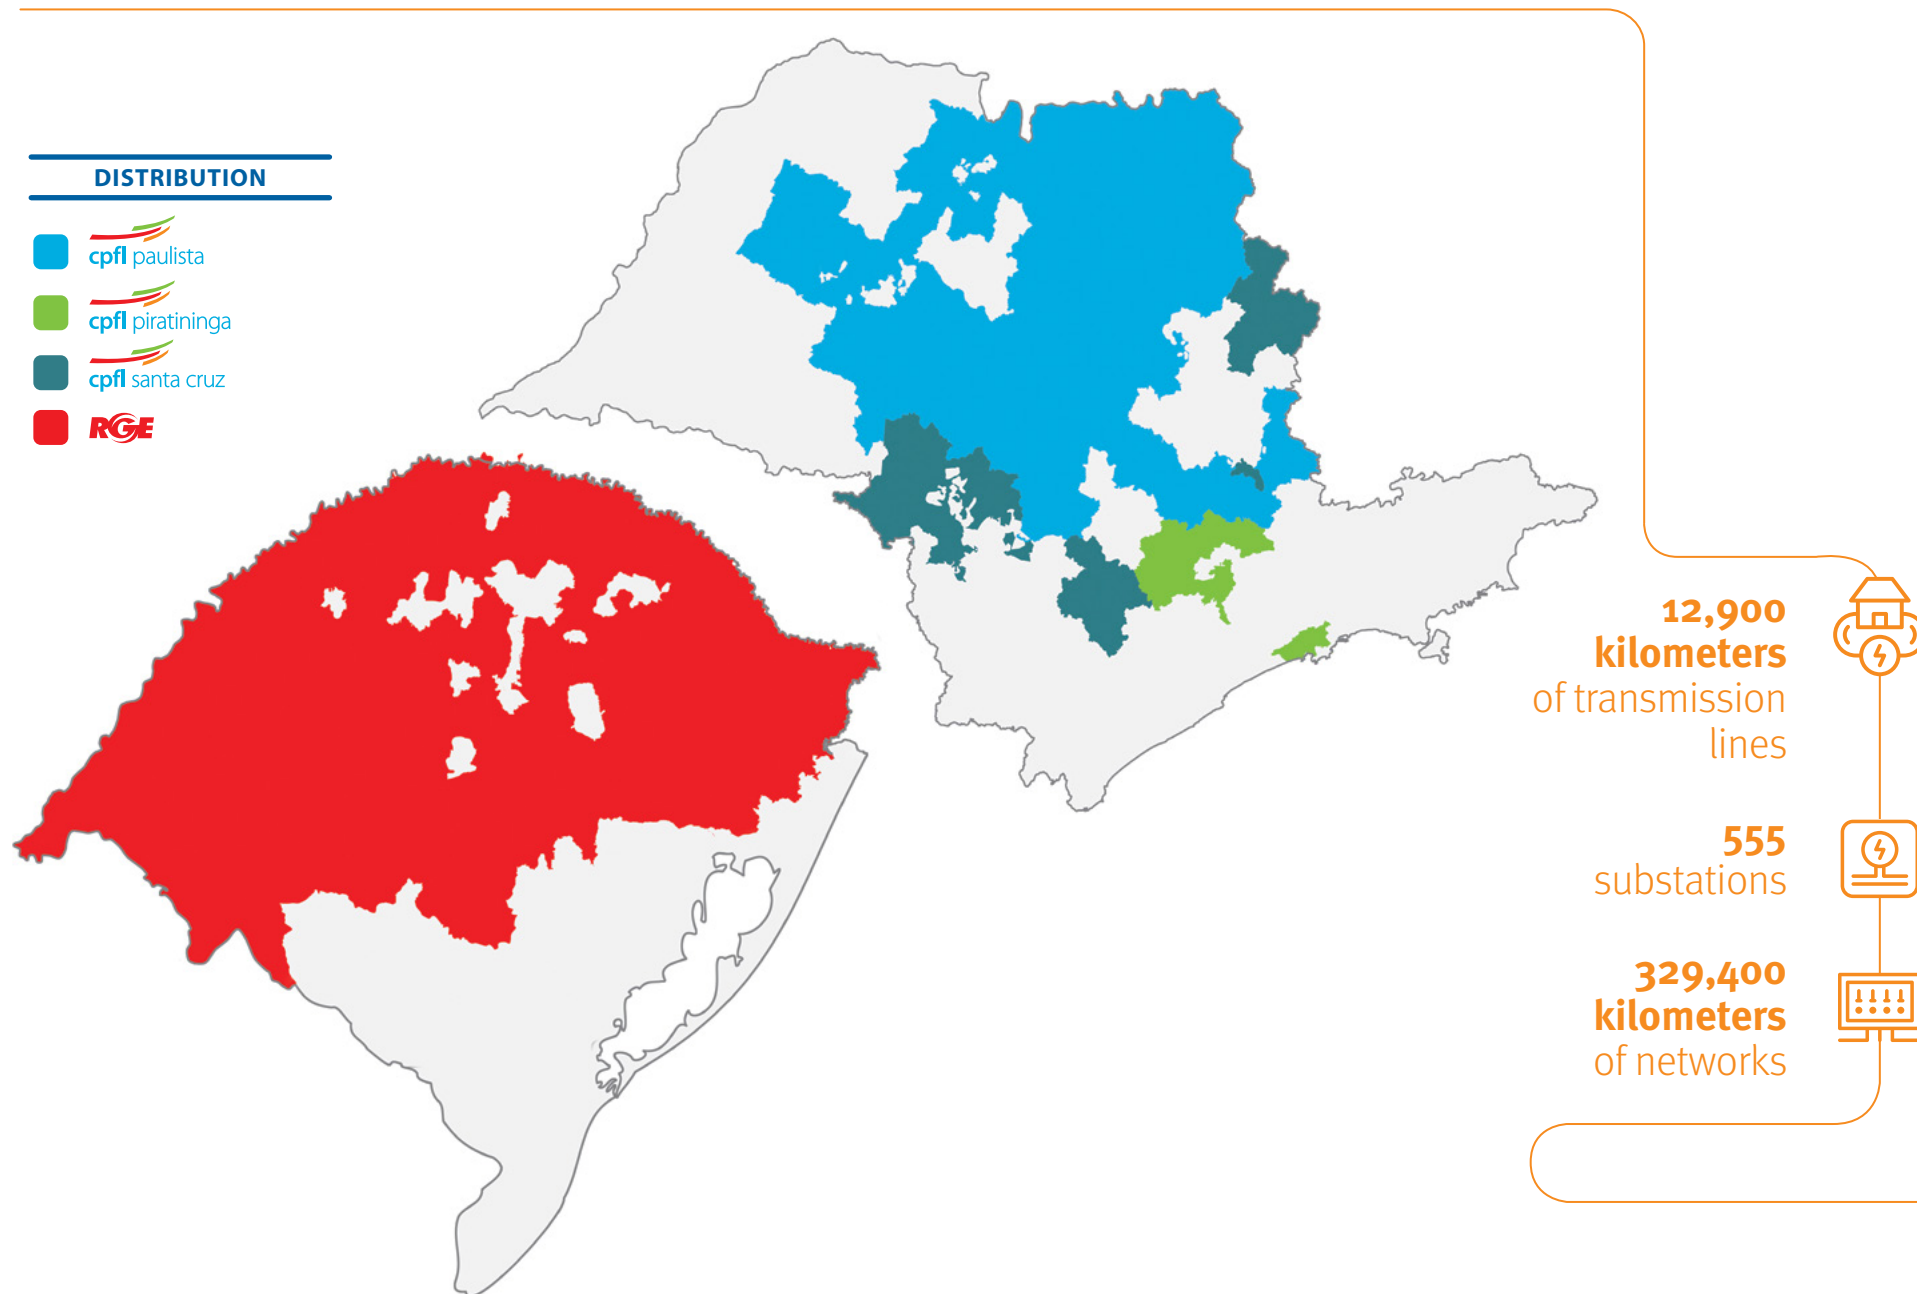 DISTRIBUTION
cpfl paulista
cpfl piratininga
cpfl santa cruz
RGE
12,900
kilometers
of transmission
lines
555
substations
329,400
kilometers
of networks